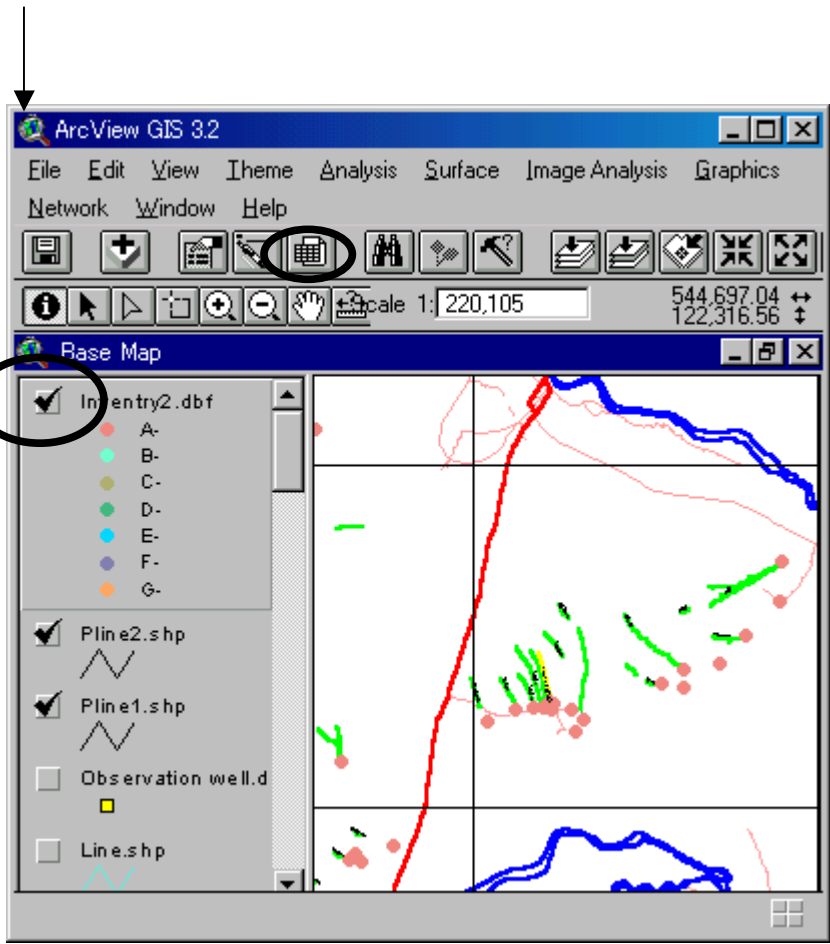 ArcView GIS 3.2
File Edit View Theme Analysis Surface Image Analysis Graphics
Network Window Help
cale 1: 220,105
544,697.04
122,316.56
Base Map
entry2.dbf
A-
B-
C-
D-
E-
F-
G-
Pline2.shp
Pline1.shp
Observation well.d
Line.shp